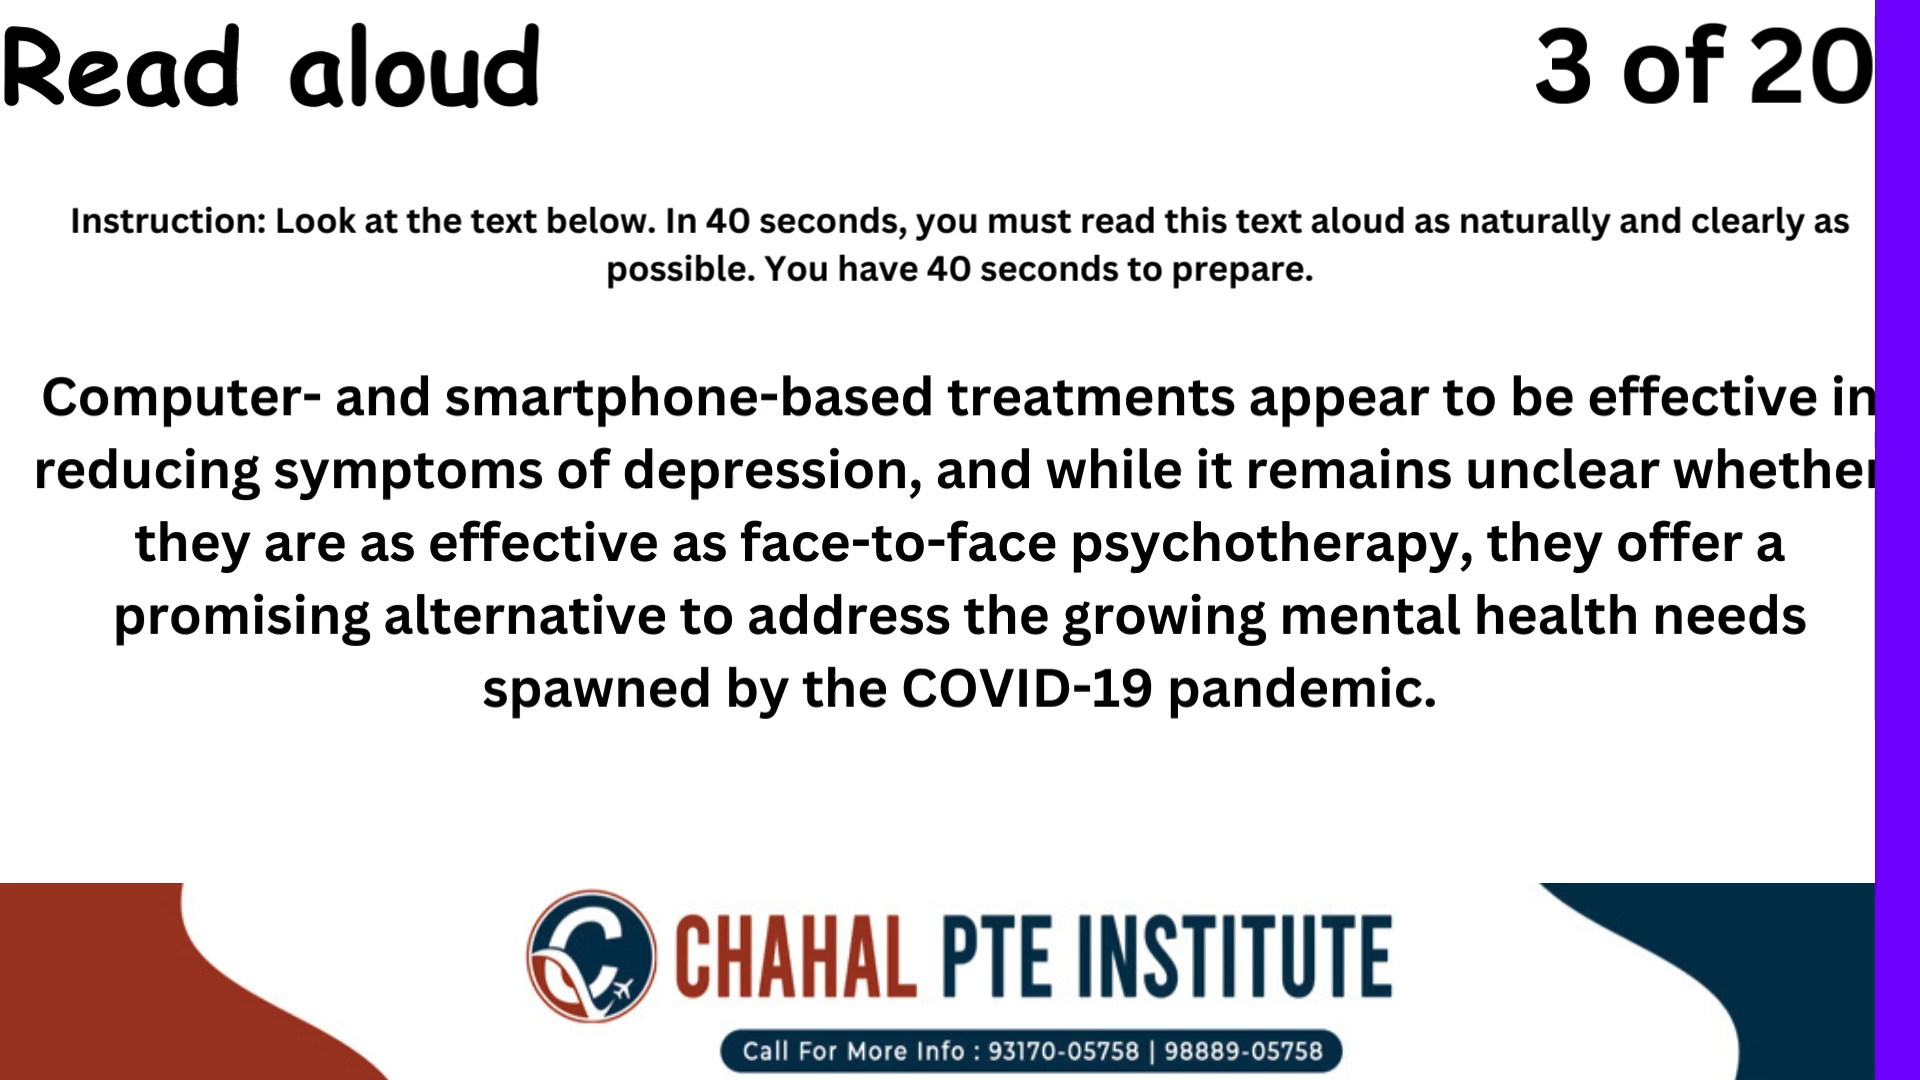 Read aloud
3 of 20
Instruction: Look at the text below. In 40 seconds, you must read this text aloud as naturally and clearly as
possible. You have 40 seconds to prepare.
Computer- and smartphone-based treatments appear to be effective in
reducing symptoms of depression, and while it remains unclear whether
they are as effective as face-to-face psychotherapy, they offer a
promising alternative to address the growing mental health needs
spawned by the COVID-19 pandemic.
CHAHAL PTE INSTITUTE
Call For More Info : 93170-05758 | 98889-05758